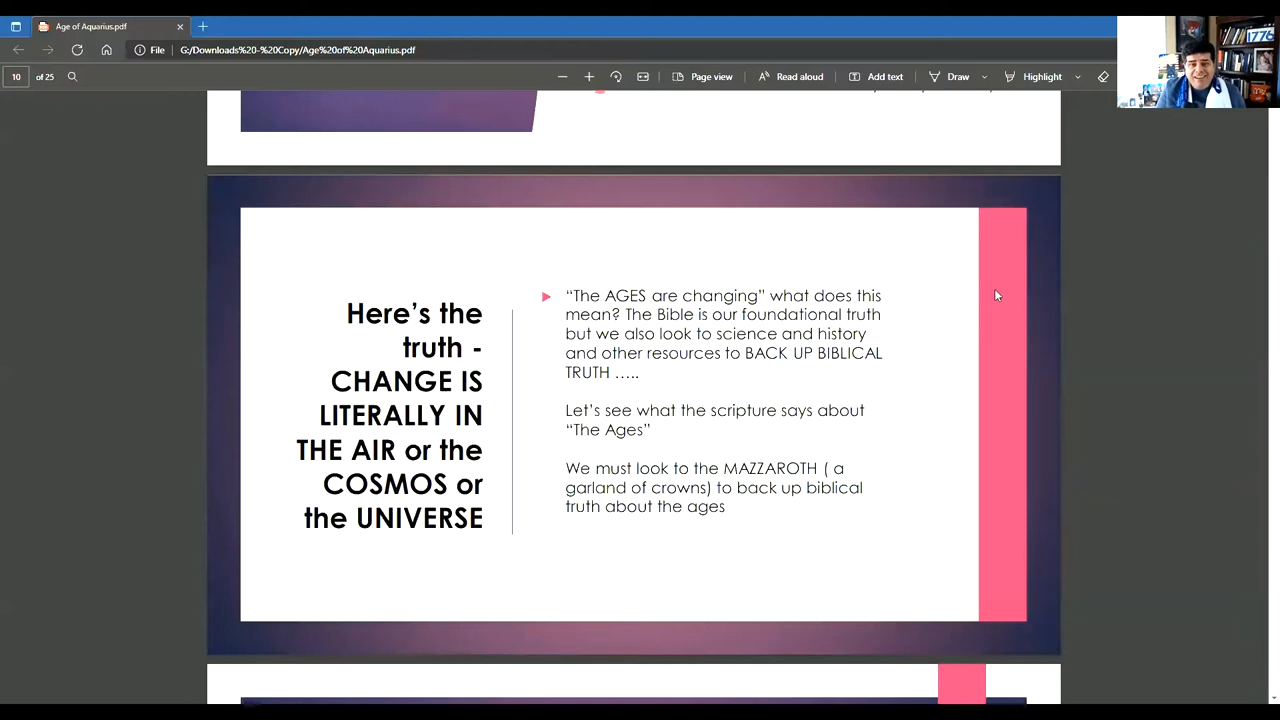 Age of Aquarius.pdf
File
G:/Downloads%20-%20Copy/Age%20of%20Aquarius.pdf
10
of 25
Page view
Read aloud
Add text
Draw
Highlight
1776
Here's the
truth -
CHANGE IS
LITERALLY IN
THE AIR or the
COSMOS or
the UNIVERSE
“The AGES are changing” what does this
mean? The Bible is our foundational truth
but we also look to science and history
and other resources to BACK UP BIBLICAL
TRUTH …..
Let’s see what the scripture says about
“The Ages”
We must look to the MAZZAROTH ( a
garland of crowns) to back up biblical
truth about the ages